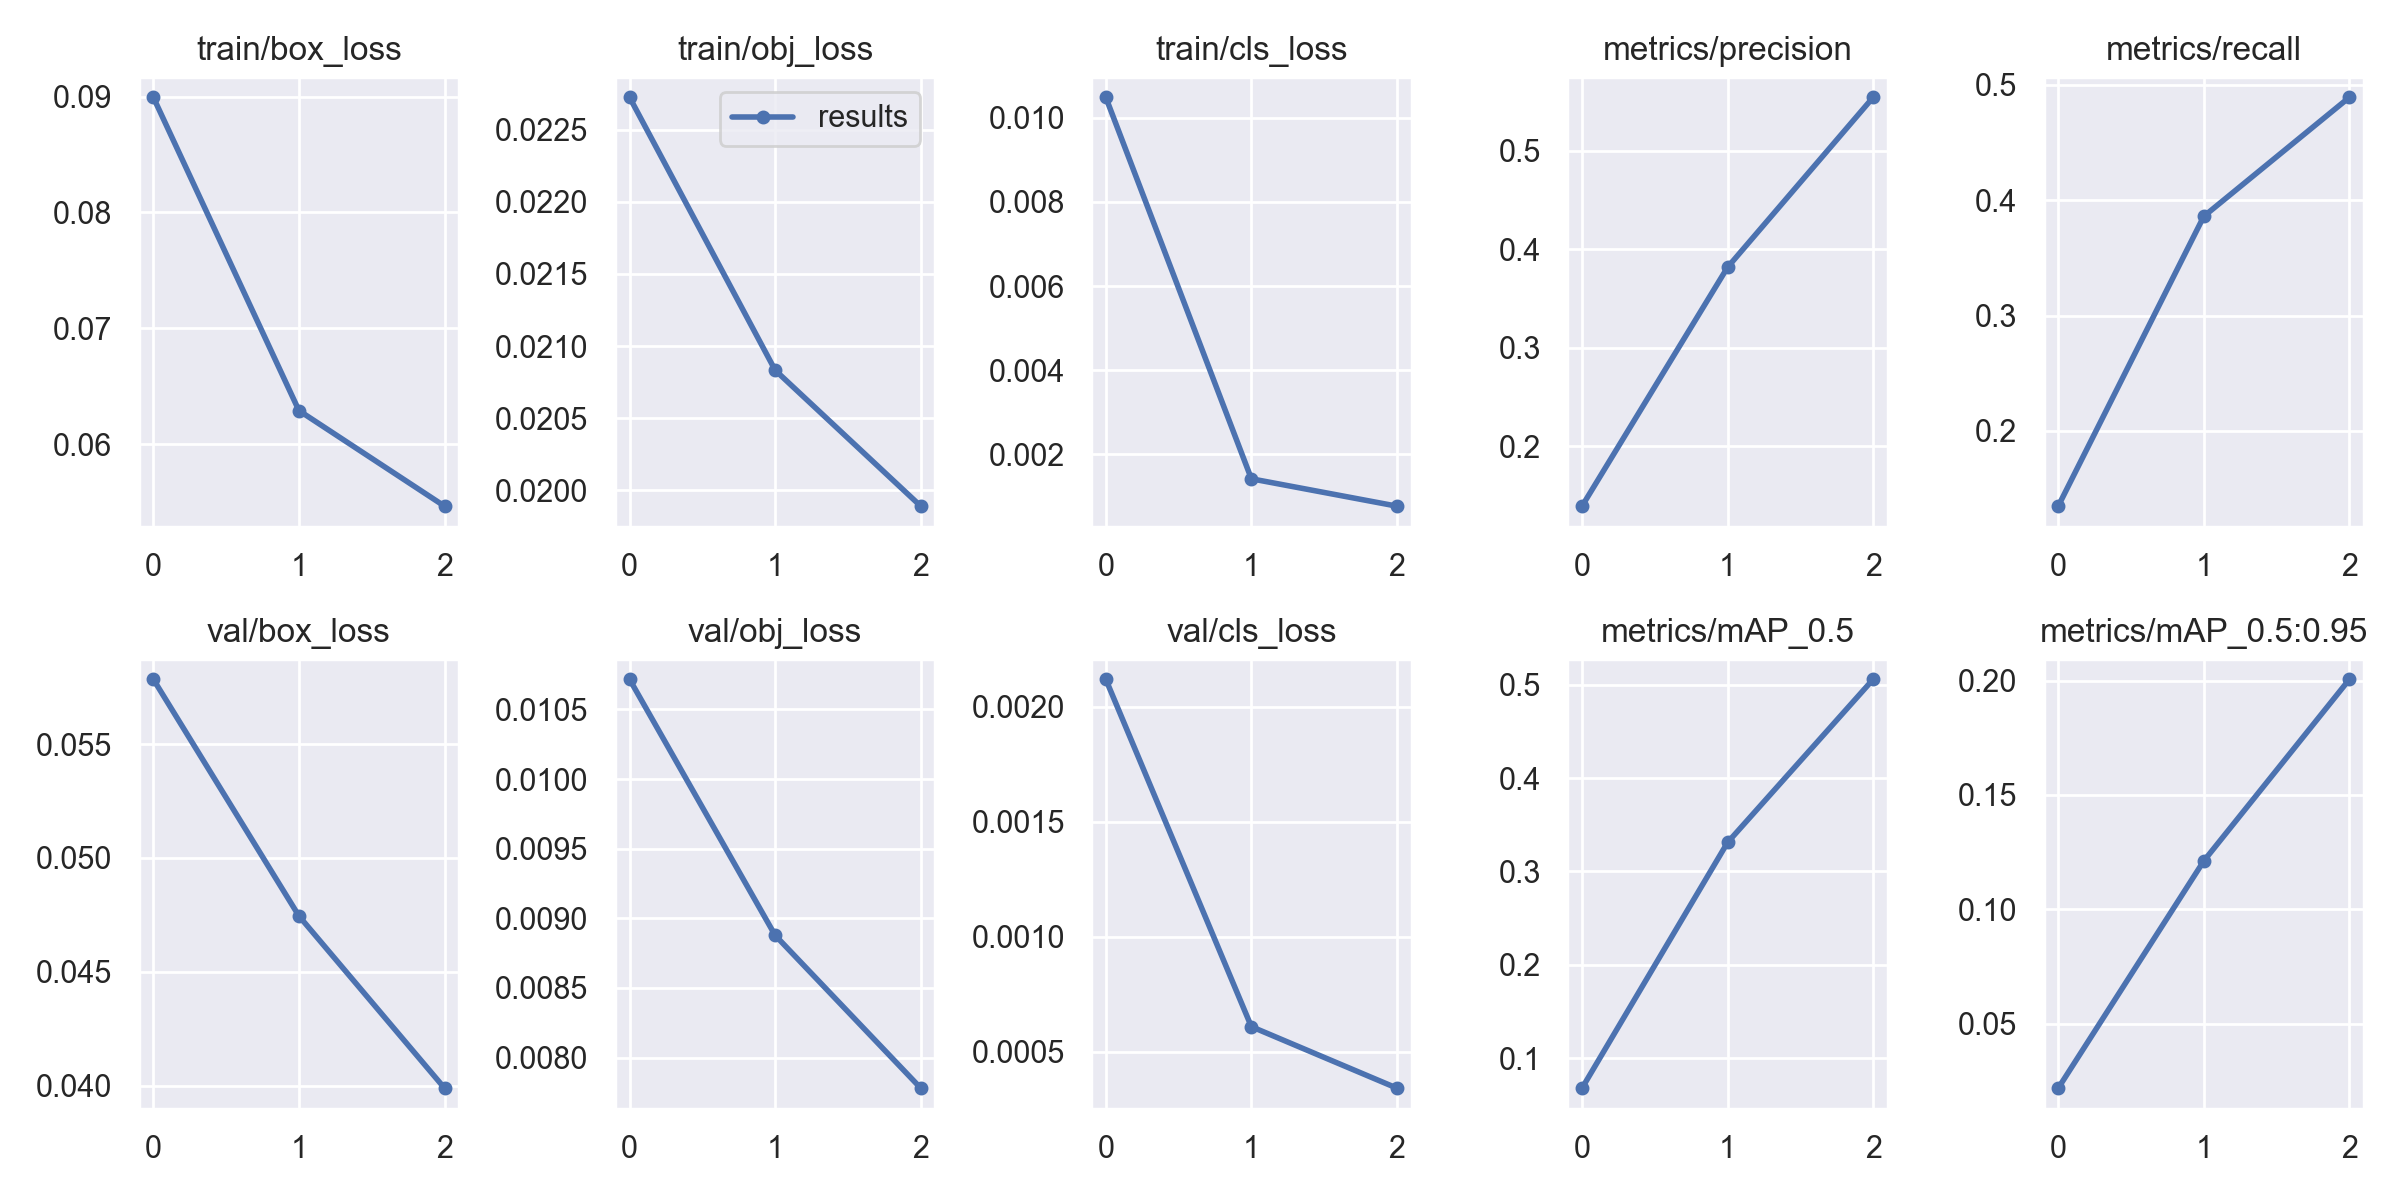 train/box_loss
0.09
0.08
0.07
0.06
0 1 2
train/obj_loss
results
0.0225
0.0220
0.0215
0.0210
0.0205
0.0200
0 1 2
train/cls_loss
0.010
0.008
0.006
0.004
0.002
0 1 2
metrics/precision
0.5
0.4
0.3
0.2
0 1 2
metrics/recall
0.5
0.4
0.3
0.2
0 1 2
val/box_loss
0.055
0.050
0.045
0.040
0 1 2
val/obj_loss
0.0105
0.0100
0.0095
0.0090
0.0085
0.0080
0 1 2
val/cls_loss
0.0020
0.0015
0.0010
0.0005
0 1 2
metrics/mAP_0.5
0.5
0.4
0.3
0.2
0.1
0 1 2
metrics/mAP_0.5:0.95
0.20
0.15
0.10
0.05
0 1 2